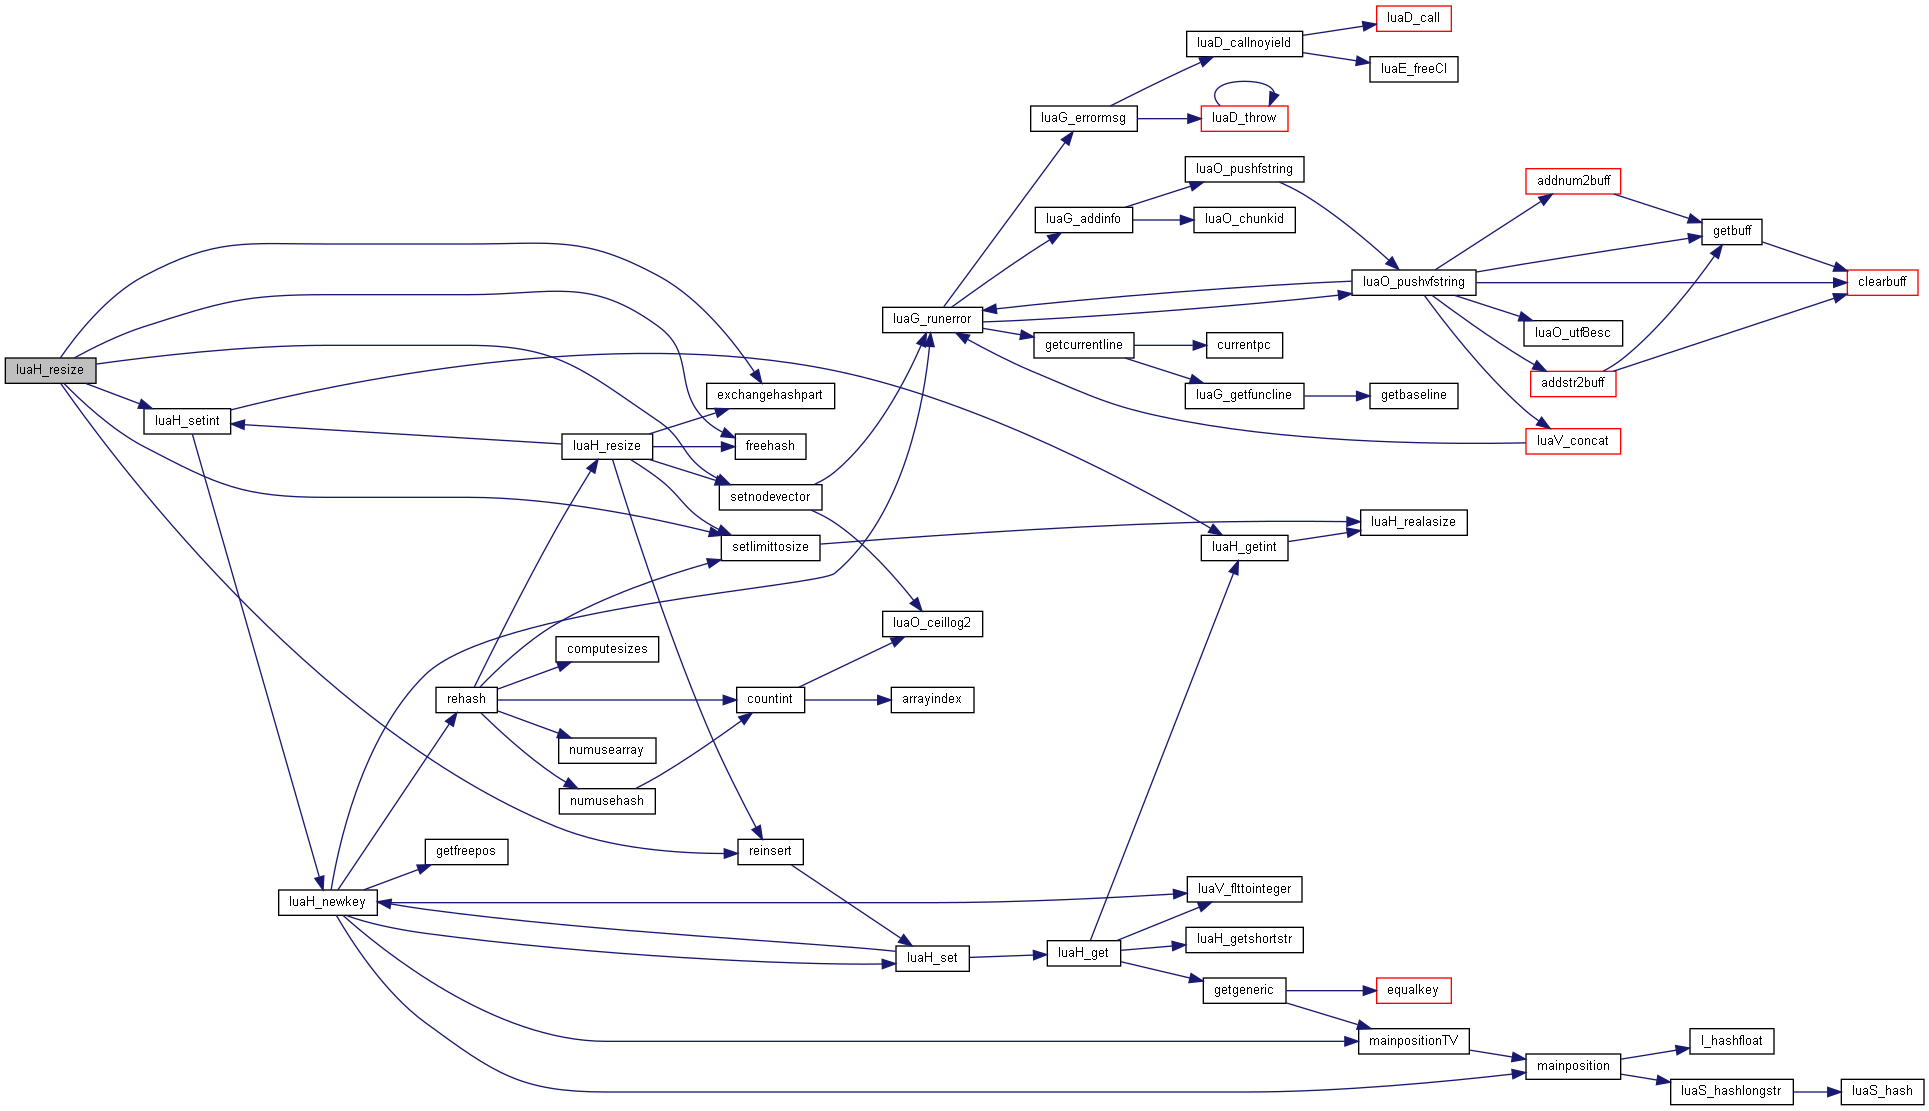 luaD_call
luaD_callnoyield
luaE_freeCI
luaG_errormsg
luaD_throw
luaO_pushfstring
addnum2buff
luaG_addinfo
luaO_chunkid
getbuff
luaO_pushvfstring
clearbuff
luaG_runerror
luaO_utf8esc
getcurrentline
currentpc
luaH_resize
addstr2buff
exchangehashpart
luaG_getfuncline
getbaseline
luaH_setint
luaV_concat
luaH_resize
freehash
setnodevector
luaH_realasize
setlimittosize
luaH_getint
luaO_ceillog2
computesizes
rehash
countint
arrayindex
numusearray
numusehash
getfreepos
reinsert
luaV_flttointeger
luaH_newkey
luaH_getshortstr
luaH_set
luaH_get
getgeneric
equalkey
mainpositionTV
l_hashfloat
mainposition
luaS_hashlongstr
luaS_hash